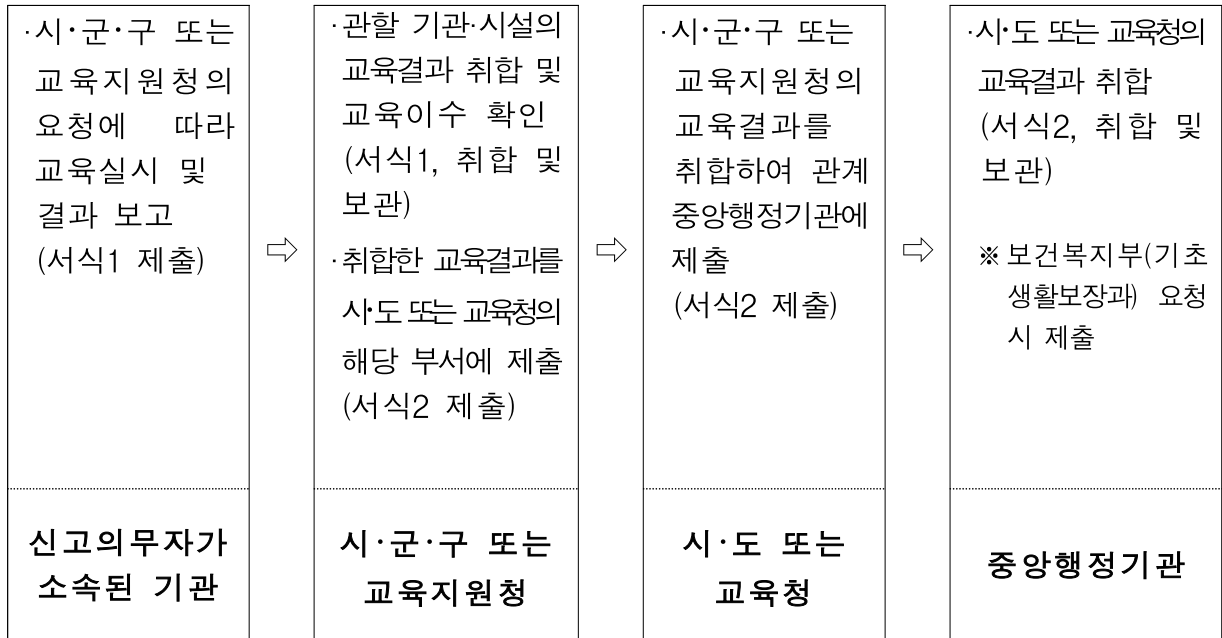 ·시·군·구 또는
교육지원청의
요청에 따라
교육실시 및
결과 보고
(서식1 제출)
신고의무자가
소속된 기관
⇨
·관할 기관·시설의
교육결과 취합 및
교육이수 확인
(서식1, 취합 및
보관)
·취합한 교육결과를
시·도 또는 교육청의
해당 부서에 제출
(서식2 제출)
시·군·구 또는
교육지원청
⇨
·시·군·구 또는
교육지원청의
교육결과를
취합하여 관계
중앙행정기관에
제출
(서식2 제출)
시·도 또는
교육청
⇨
·시·도 또는 교육청의
교육결과 취합
(서식2, 취합 및
보관)
※ 보건복지부(기초
생활보장과) 요청
시 제출
중앙행정기관